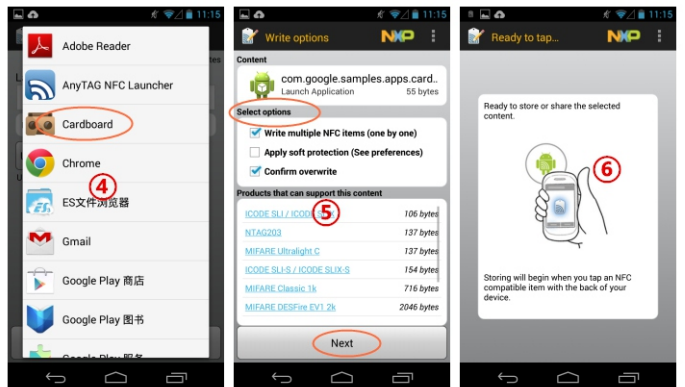 11:15
Adobe Reader
AnyTAG NFC Launcher
Cardboard
Chrome
④
ES文件浏览器
Gmail
Google Play 商店
Google Play 图书
Google Play 服务
11:15
Write options
NXP
Content
com.google.samples.apps.card..
Launch Application 55 bytes
Select options
Write multiple NFC items (one by one)
Apply soft protection (See preferences)
Confirm overwrite
Products that can support this content
⑤
ICODE SLI / ICODE 106 bytes
NTAG203 137 bytes
MIFARE Ultralight C 137 bytes
ICODE SLI-S / ICODE SLIX-S 154 bytes
MIFARE Classic 1k 716 bytes
MIFARE DESFire EV1 2k 2046 bytes
Next
11:15
Ready to tap...
NXP
Ready to store or share the selected
content.
⑥
Storing will begin when you tap an NFC
compatible item with the back of your
device.